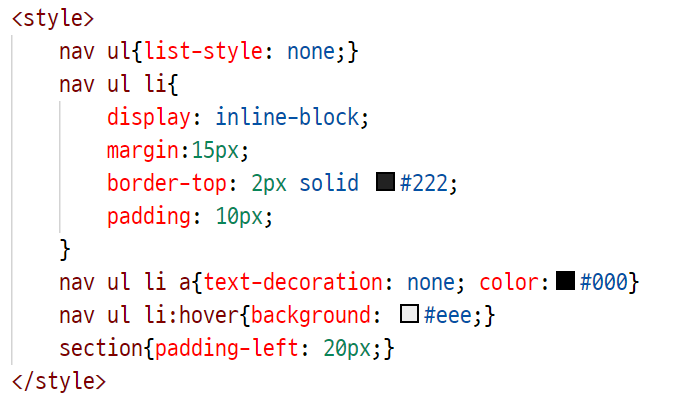 <style>
nav ul{list-style: none;}
nav ul li{
display: inline-block;
margin:15px;
border-top: 2px solid #222;
padding: 10px;
}
nav ul li a{text-decoration: none; color:#000}
nav ul li:hover{background: #eee;}
section{padding-left: 20px;}
</style>